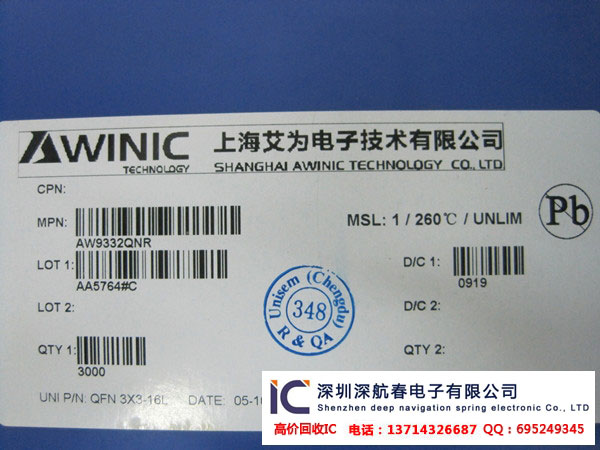 AWINIC
TECHNOLOGY
上海艾为电子技术有限公司
SHANGHAI AWINIC TECHNOLOGY CO., LTD
CPN:
MPN:
AW9332QNR
MSL: 1 / 260℃ / UNLIM
Pb
LOT 1:
AA5764#C
D/C 1:
0919
LOT 2:
Unisem (Chengdu)
348
R & QA
D/C 2:
QTY 1:
3000
QTY 2:
UNI P/N: QFN 3X3-16L DATE: 05-
IC 深圳深航春电子有限公司
Shenzhen deep navigation spring electronic Co., LTD
高价回收IC 电话：13714326687 QQ：695249345